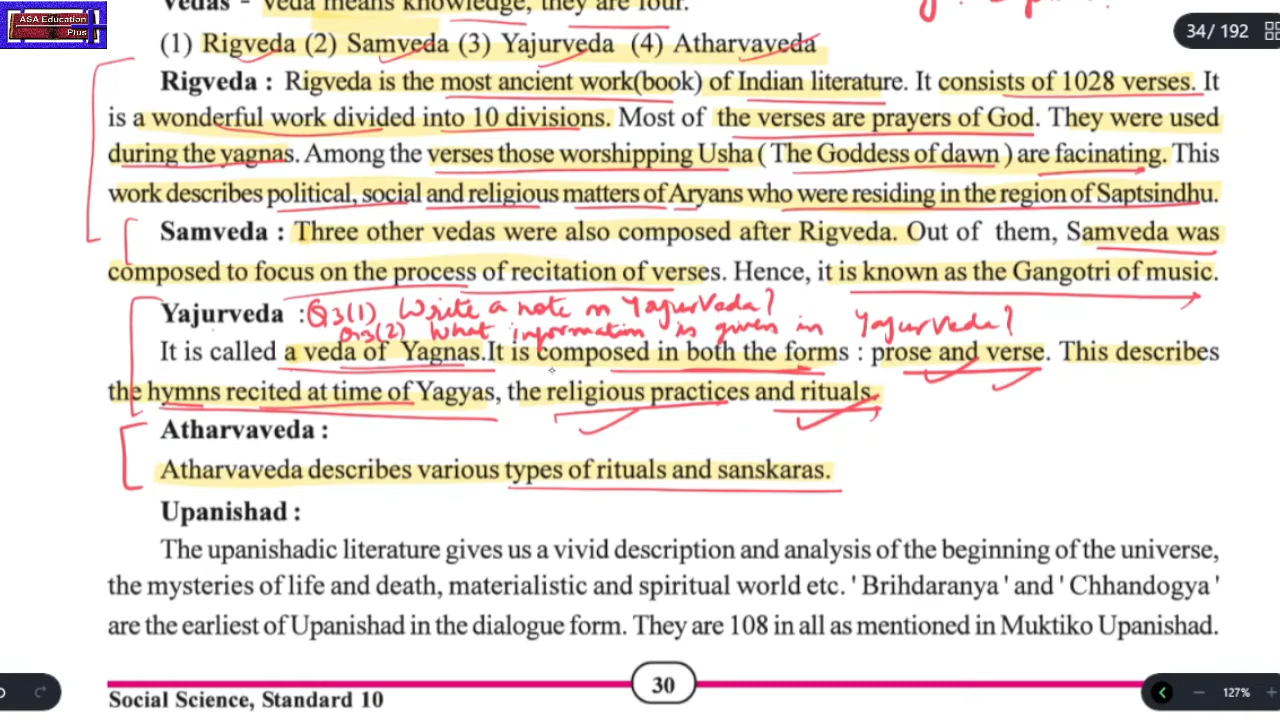 ASA Education
Plus
Vedas - Veda means knowledge, they are four.
34/ 192
(1) Rigveda (2) Samveda (3) Yajurveda (4) Atharvaveda
Rigveda : Rigveda is the most ancient work(book) of Indian literature. It consists of 1028 verses. It
is a wonderful work divided into 10 divisions. Most of the verses are prayers of God. They were used
during the yagnas. Among the verses those worshipping Usha ( The Goddess of dawn ) are facinating. This
work describes political, social and religious matters of Aryans who were residing in the region of Saptsindhu.
Samveda : Three other vedas were also composed after Rigveda. Out of them, Samveda was
composed to focus on the process of recitation of verses. Hence, it is known as the Gangotri of music.
Yajurveda : Q3(1) Write a note on YajurVeda?
Qn3(2) What information is given in YajurVeda?
It is called a veda of Yagnas.It is composed in both the forms : prose and verse. This describes
the hymns recited at time of Yagyas, the religious practices and rituals.
Atharvaveda :
Atharvaveda describes various types of rituals and sanskaras.
Upanishad :
The upanishadic literature gives us a vivid description and analysis of the beginning of the universe,
the mysteries of life and death, materialistic and spiritual world etc. ' Brihdaranya ' and ' Chhandogya '
are the earliest of Upanishad in the dialogue form. They are 108 in all as mentioned in Muktiko Upanishad.
30
Social Science, Standard 10
127%